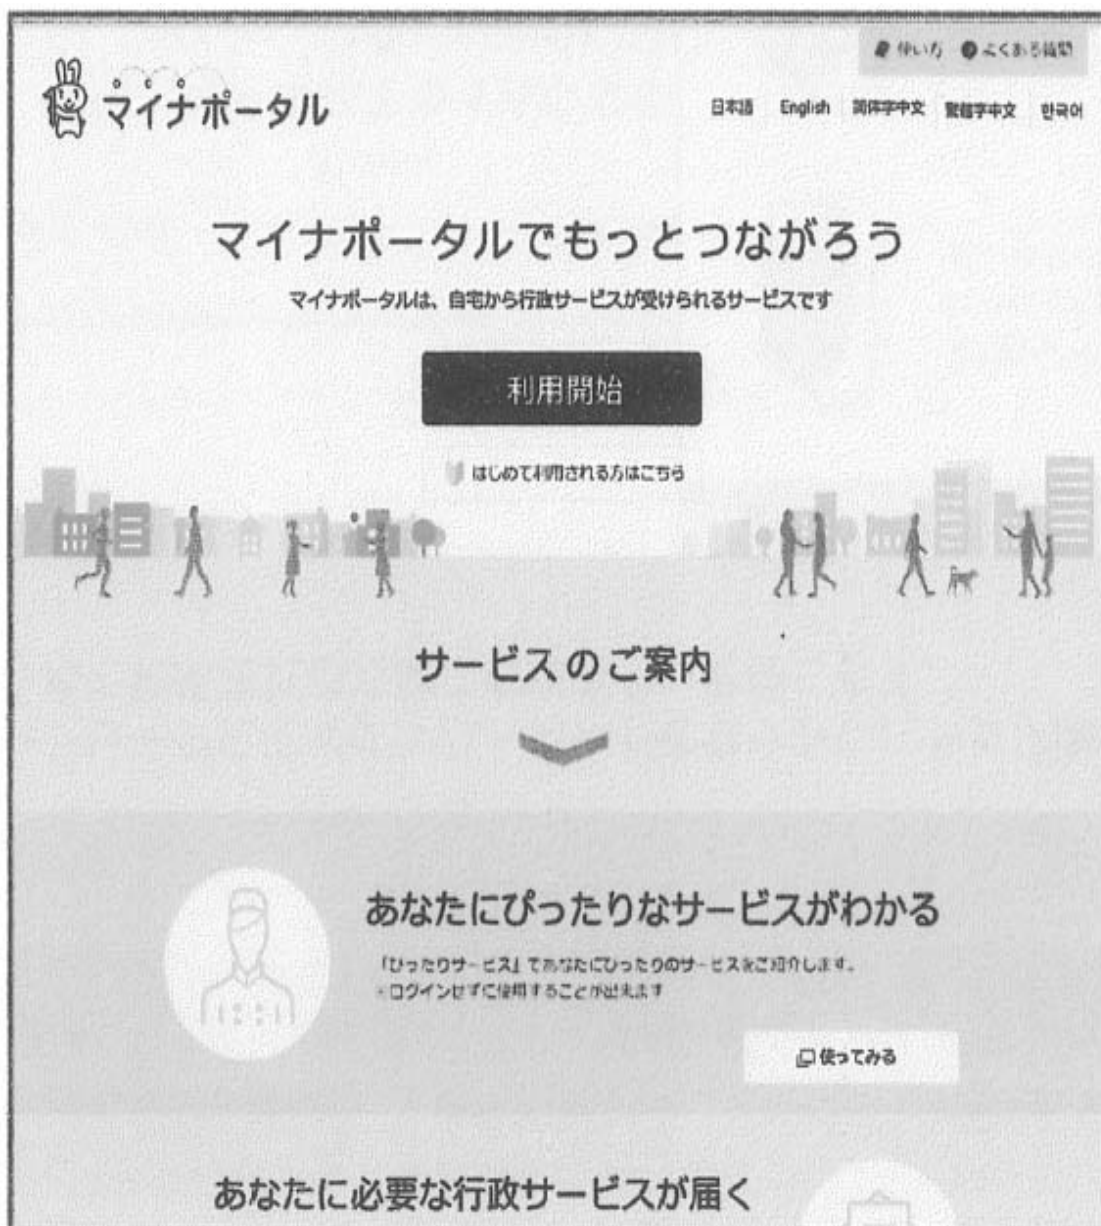 使い方 よくある質問
マイナポータル
日本語 English 简体字中文 繁體字中文 한국어
マイナポータルでもっとつながろう
マイナポータルは、自宅から行政サービスが受けられるサービスです
利用開始
はじめて利用される方はこちら
サービスのご案内
あなたにぴったりなサービスがわかる
「ぴったりサービス」であなたにぴったりのサービスをご紹介します。
※ログインせずに使用することが出来ます
使ってみる
あなたに必要な行政サービスが届く